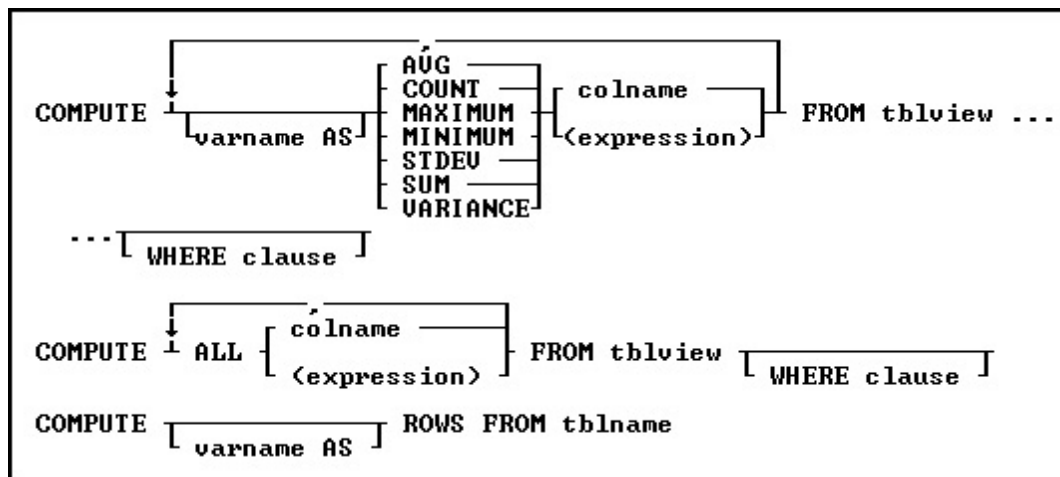 ,
AVG
COUNT colname
COMPUTE varname AS MAXIMUM FROM tblview ...
MINIMUM (expression)
STDEV
SUM
VARIANCE
... WHERE clause
,
colname
COMPUTE ALL FROM tblview WHERE clause
(expression)
COMPUTE varname AS ROWS FROM tblname